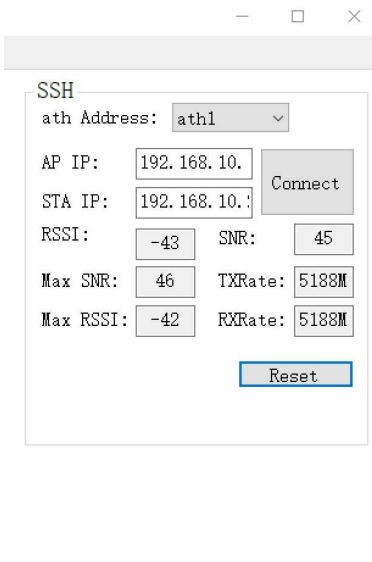 SSH
ath Address: ath1
AP IP: 192.168.10.
Connect
STA IP: 192.168.10.
RSSI: -43 SNR: 45
Max SNR: 46 TXRate: 5188M
Max RSSI: -42 RXRate: 5188M
Reset